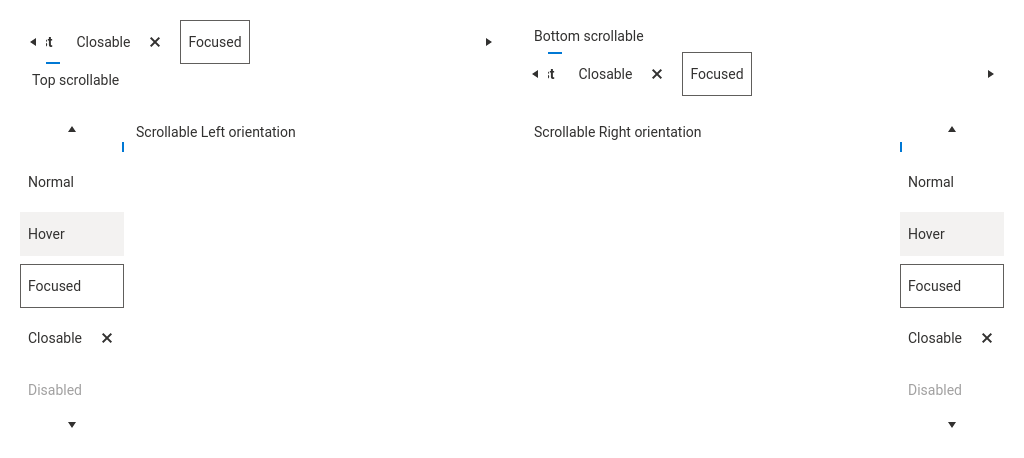 Closable Focused
Top scrollable
Bottom scrollable
Closable Focused
Scrollable Left orientation
Normal
Hover
Focused
Closable
Disabled
Scrollable Right orientation
Normal
Hover
Focused
Closable
Disabled